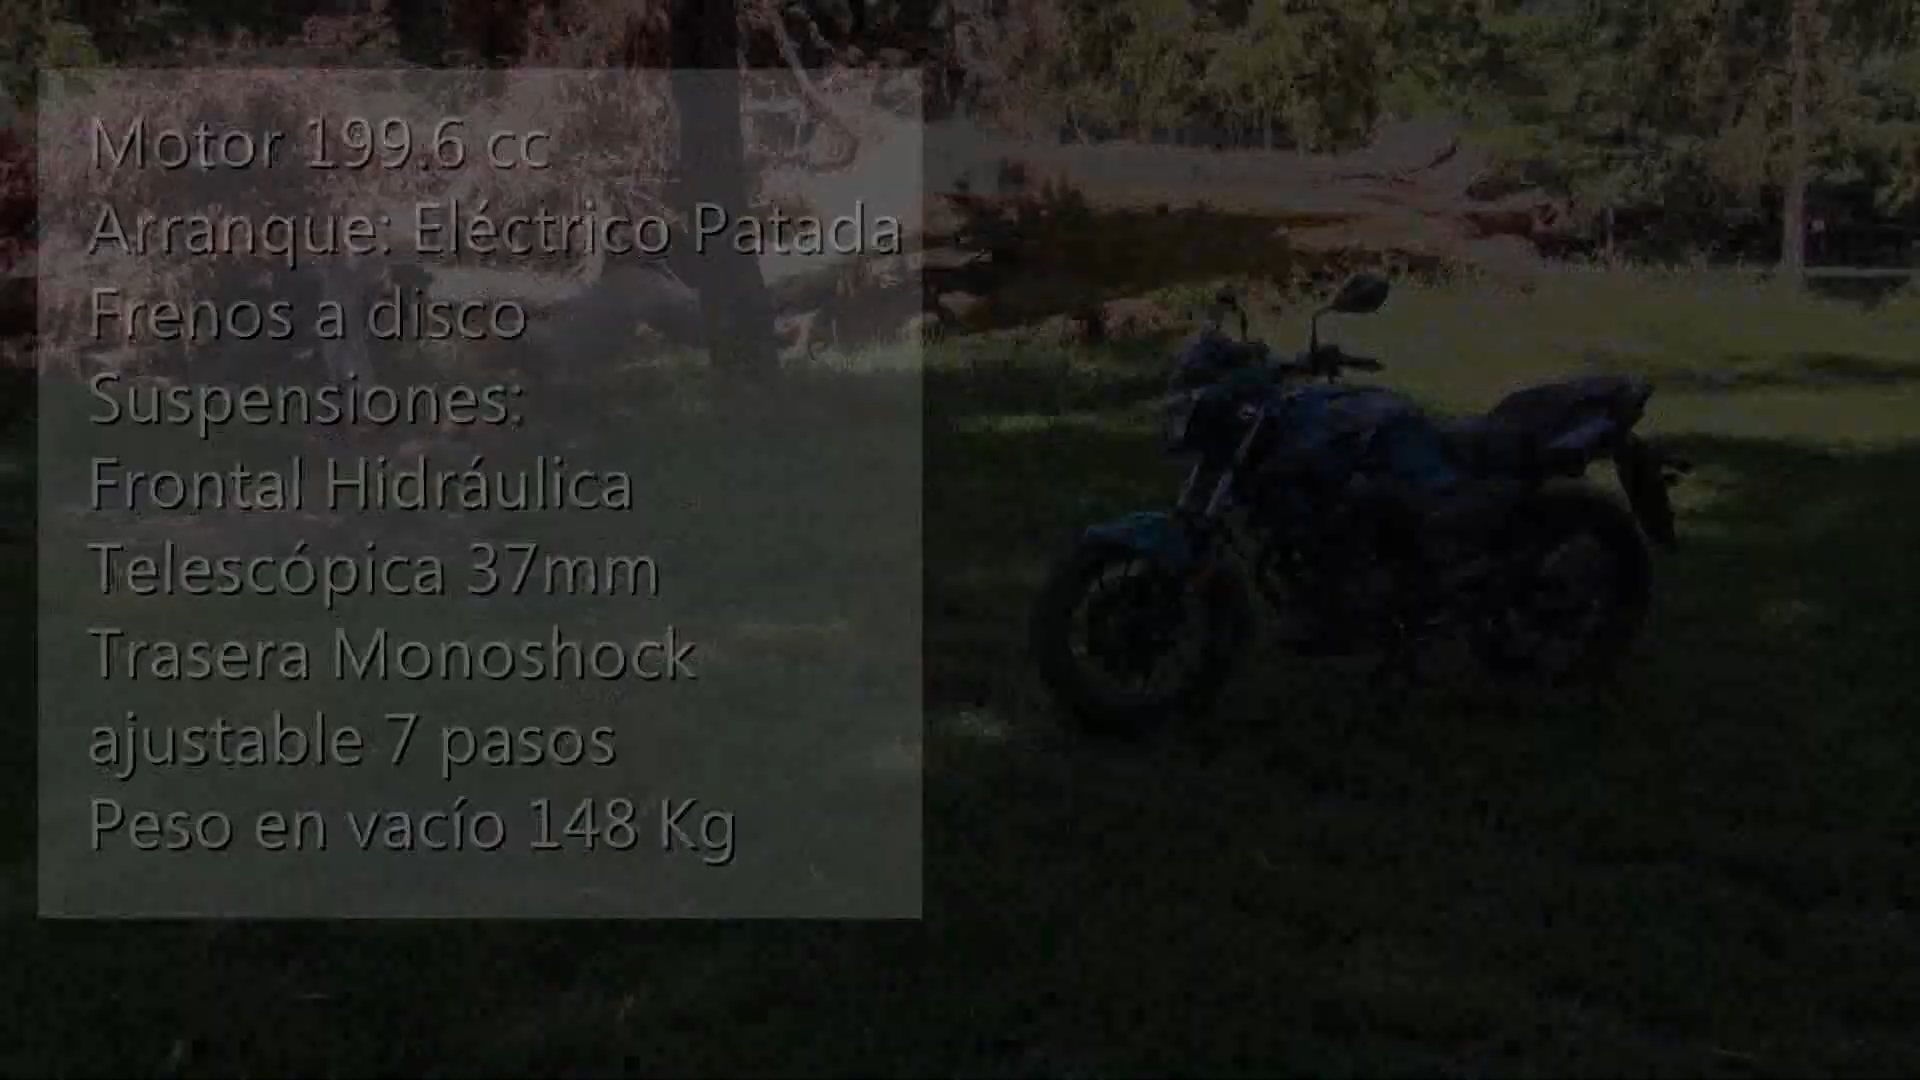 Motor 199.6 cc
Arranque: Eléctrico Patada
Frenos a disco
Suspensiones:
Frontal Hidráulica
Telescópica 37mm
Trasera Monoshock
ajustable 7 pasos
Peso en vacío 148 Kg